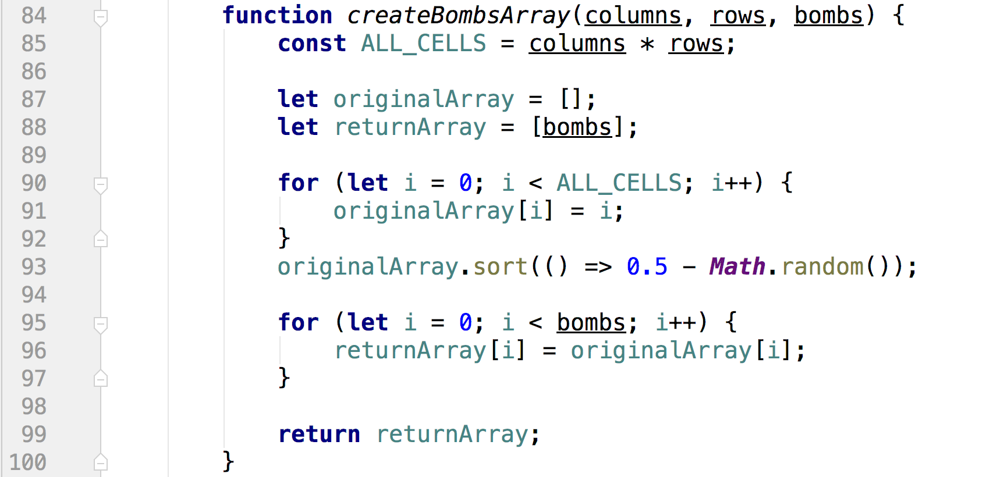 84 function createBombsArray(columns, rows, bombs) {
85 const ALL_CELLS = columns * rows;
86
87 let originalArray = [];
88 let returnArray = [bombs];
89
90 for (let i = 0; i < ALL_CELLS; i++) {
91 originalArray[i] = i;
92 }
93 originalArray.sort(() => 0.5 - Math.random());
94
95 for (let i = 0; i < bombs; i++) {
96 returnArray[i] = originalArray[i];
97 }
98
99 return returnArray;
100 }